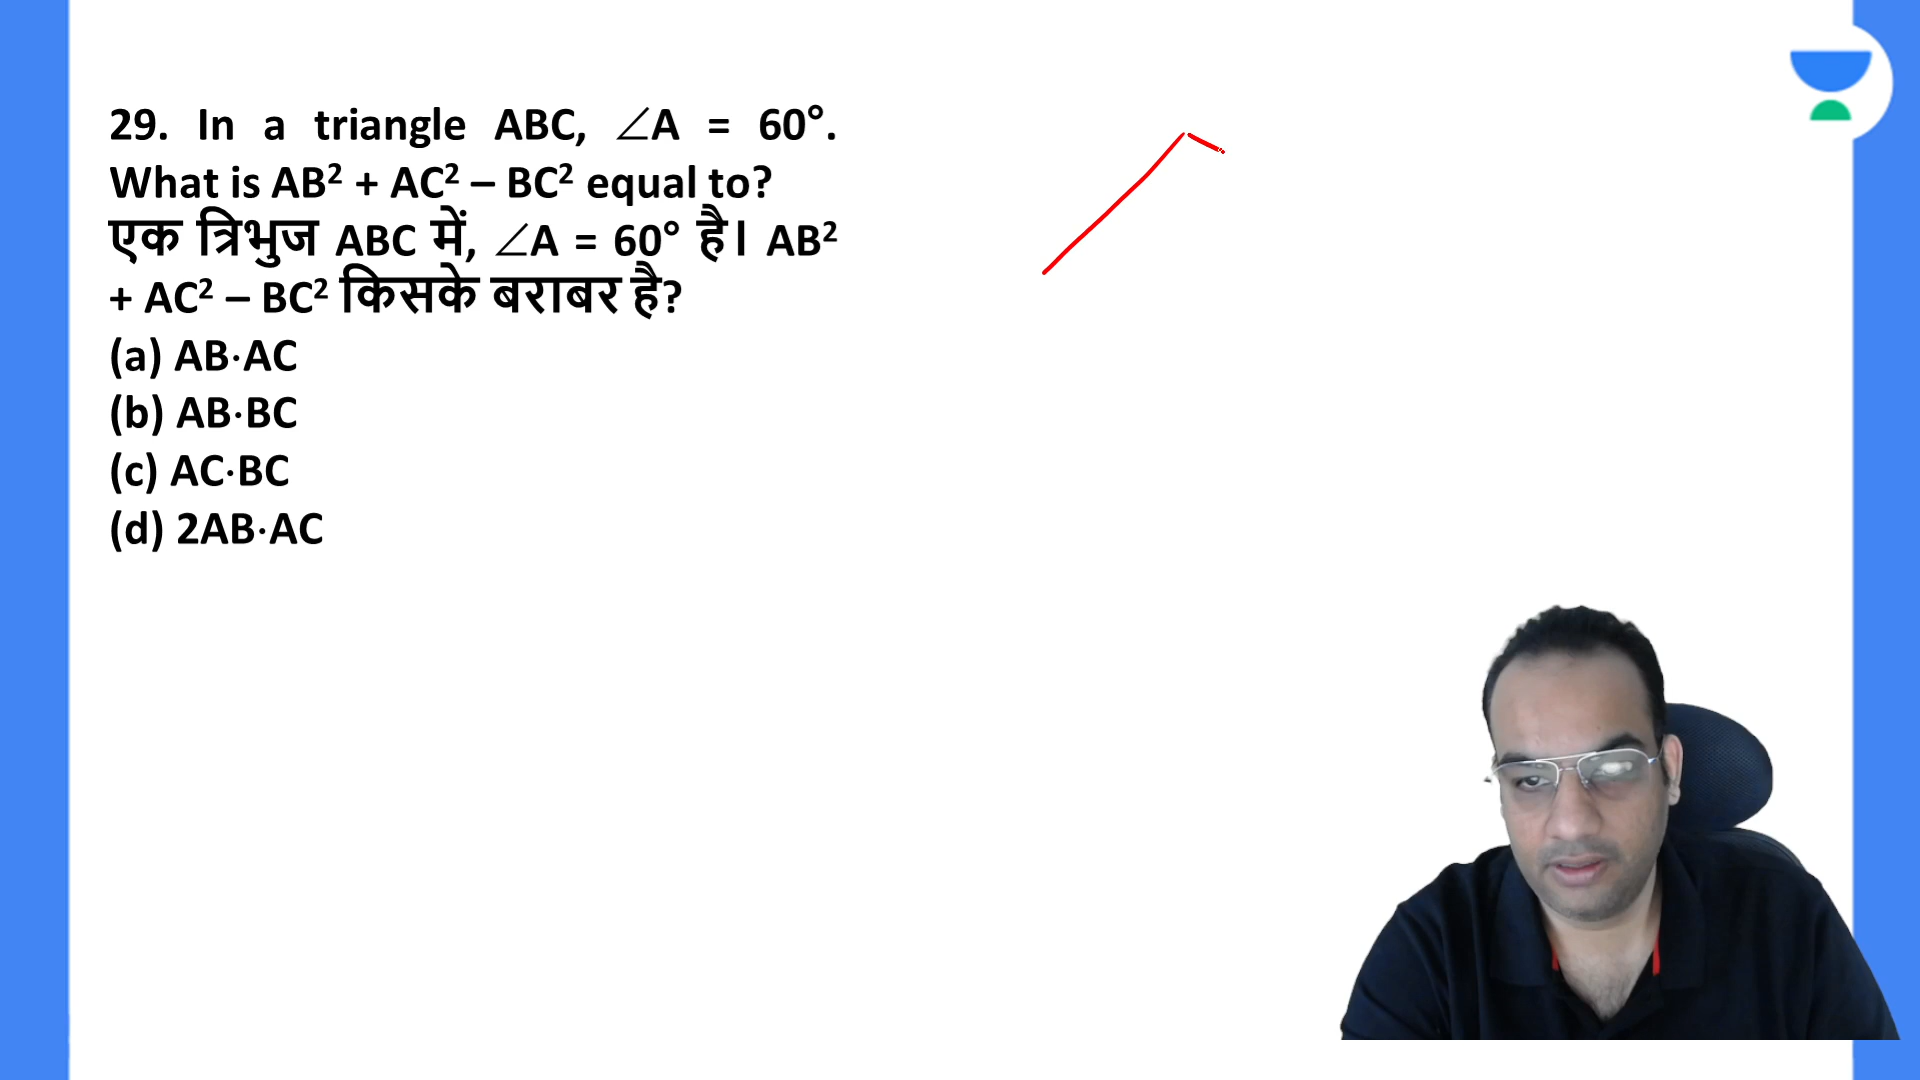 29. In a triangle ABC, ∠A = 60°.
What is AB² + AC² – BC² equal to?
एक त्रिभुज ABC में, ∠A = 60° है। AB²
+ AC² – BC² किसके बराबर है?
(a) AB·AC
(b) AB·BC
(c) AC·BC
(d) 2AB·AC